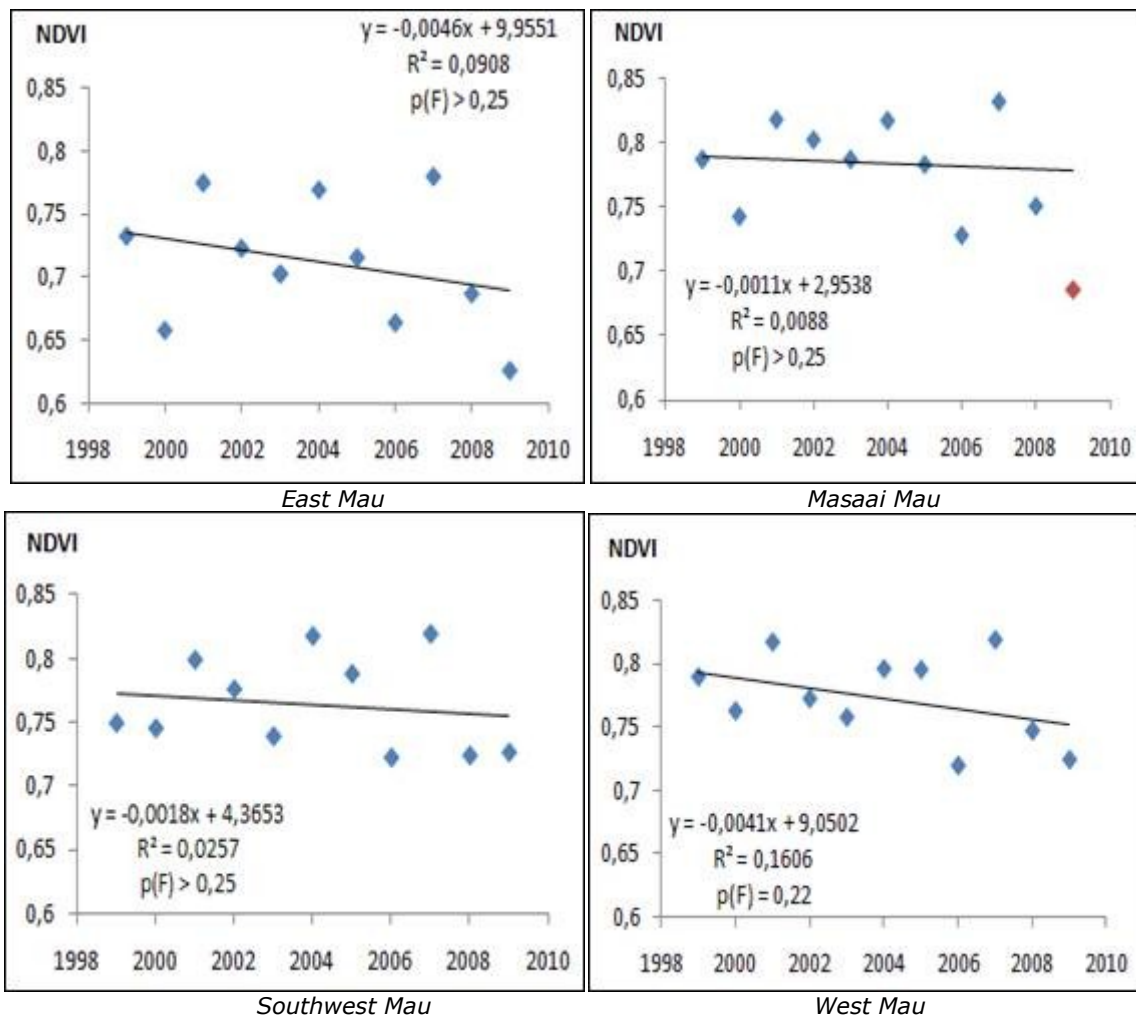 NDVI
y = -0,0046x + 9,9551
R² = 0,0908
p(F) > 0,25
0,85
0,8
0,75
0,7
0,65
0,6
1998 2000 2002 2004 2006 2008 2010
East Mau
NDVI
0,85
0,8
0,75
0,7
0,65
0,6
y = -0,0011x + 2,9538
R² = 0,0088
p(F) > 0,25
1998 2000 2002 2004 2006 2008 2010
Masaai Mau
NDVI
0,85
0,8
0,75
0,7
0,65
0,6
y = -0,0018x + 4,3653
R² = 0,0257
p(F) > 0,25
1998 2000 2002 2004 2006 2008 2010
Southwest Mau
NDVI
0,85
0,8
0,75
0,7
0,65
0,6
y = -0,0041x + 9,0502
R² = 0,1606
p(F) = 0,22
1998 2000 2002 2004 2006 2008 2010
West Mau